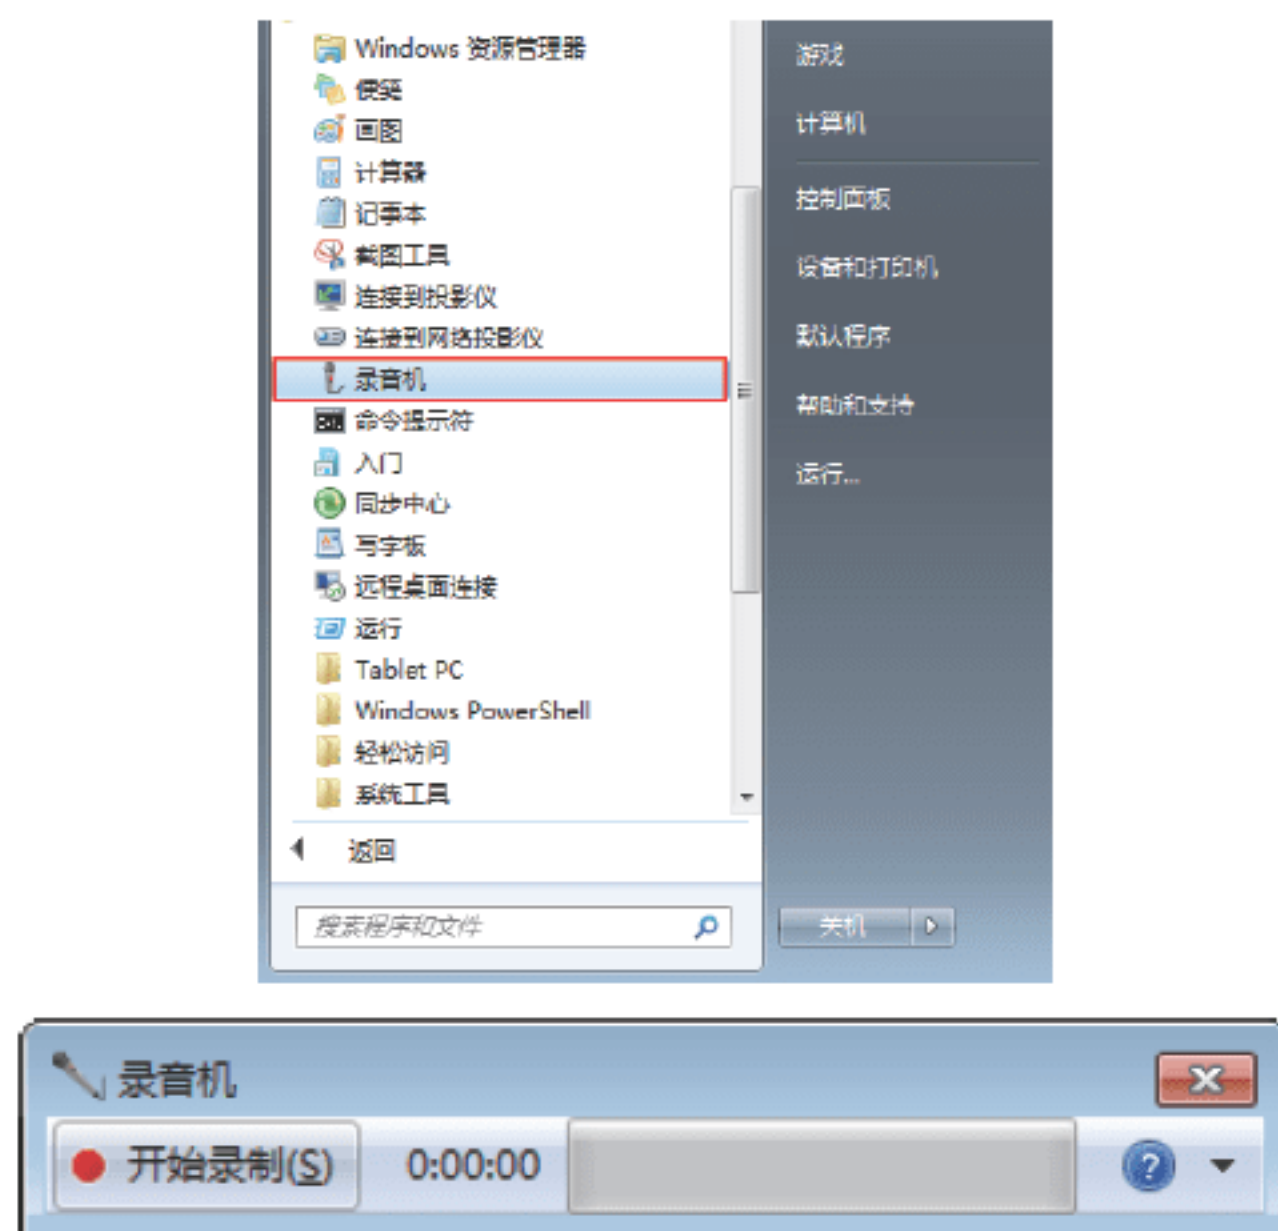 Windows 资源管理器
便笺
画图
计算器
记事本
截图工具
连接到投影仪
连接到网络投影仪
录音机
命令提示符
入门
同步中心
写字板
远程桌面连接
运行
Tablet PC
Windows PowerShell
轻松访问
系统工具
返回
搜索程序和文件
游戏
计算机
控制面板
设备和打印机
默认程序
帮助和支持
运行...
关机
录音机
开始录制(S) 0:00:00